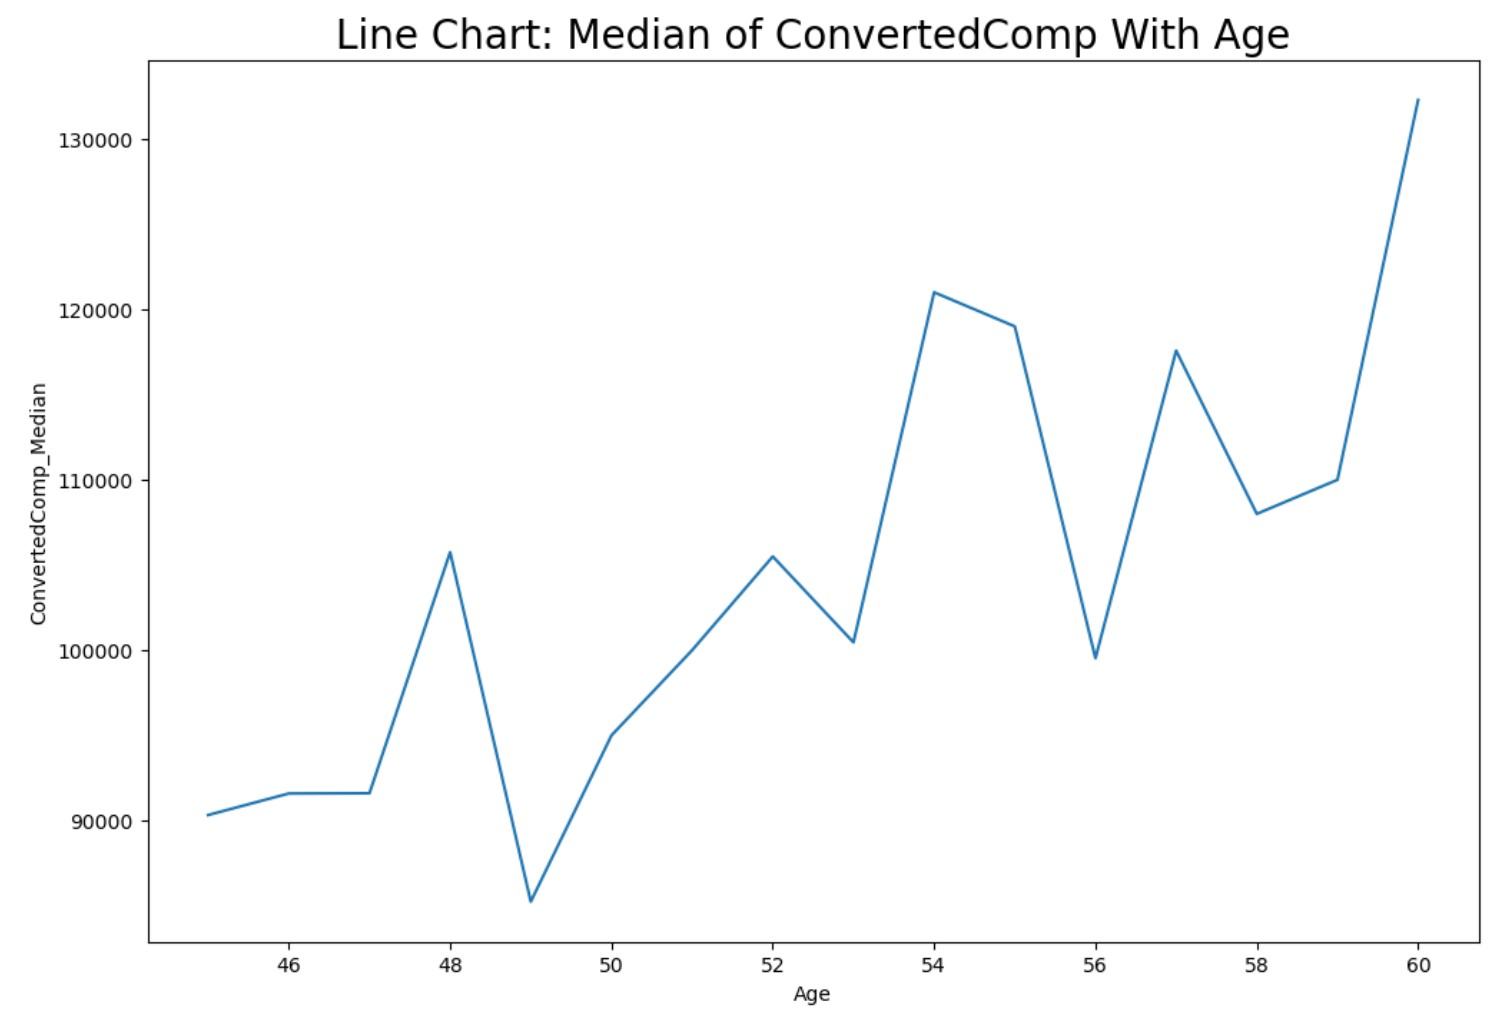 Line Chart: Median of ConvertedComp With Age
130000
120000
110000
100000
90000
ConvertedComp_Median
46 48 50 52 54 56 58 60
Age